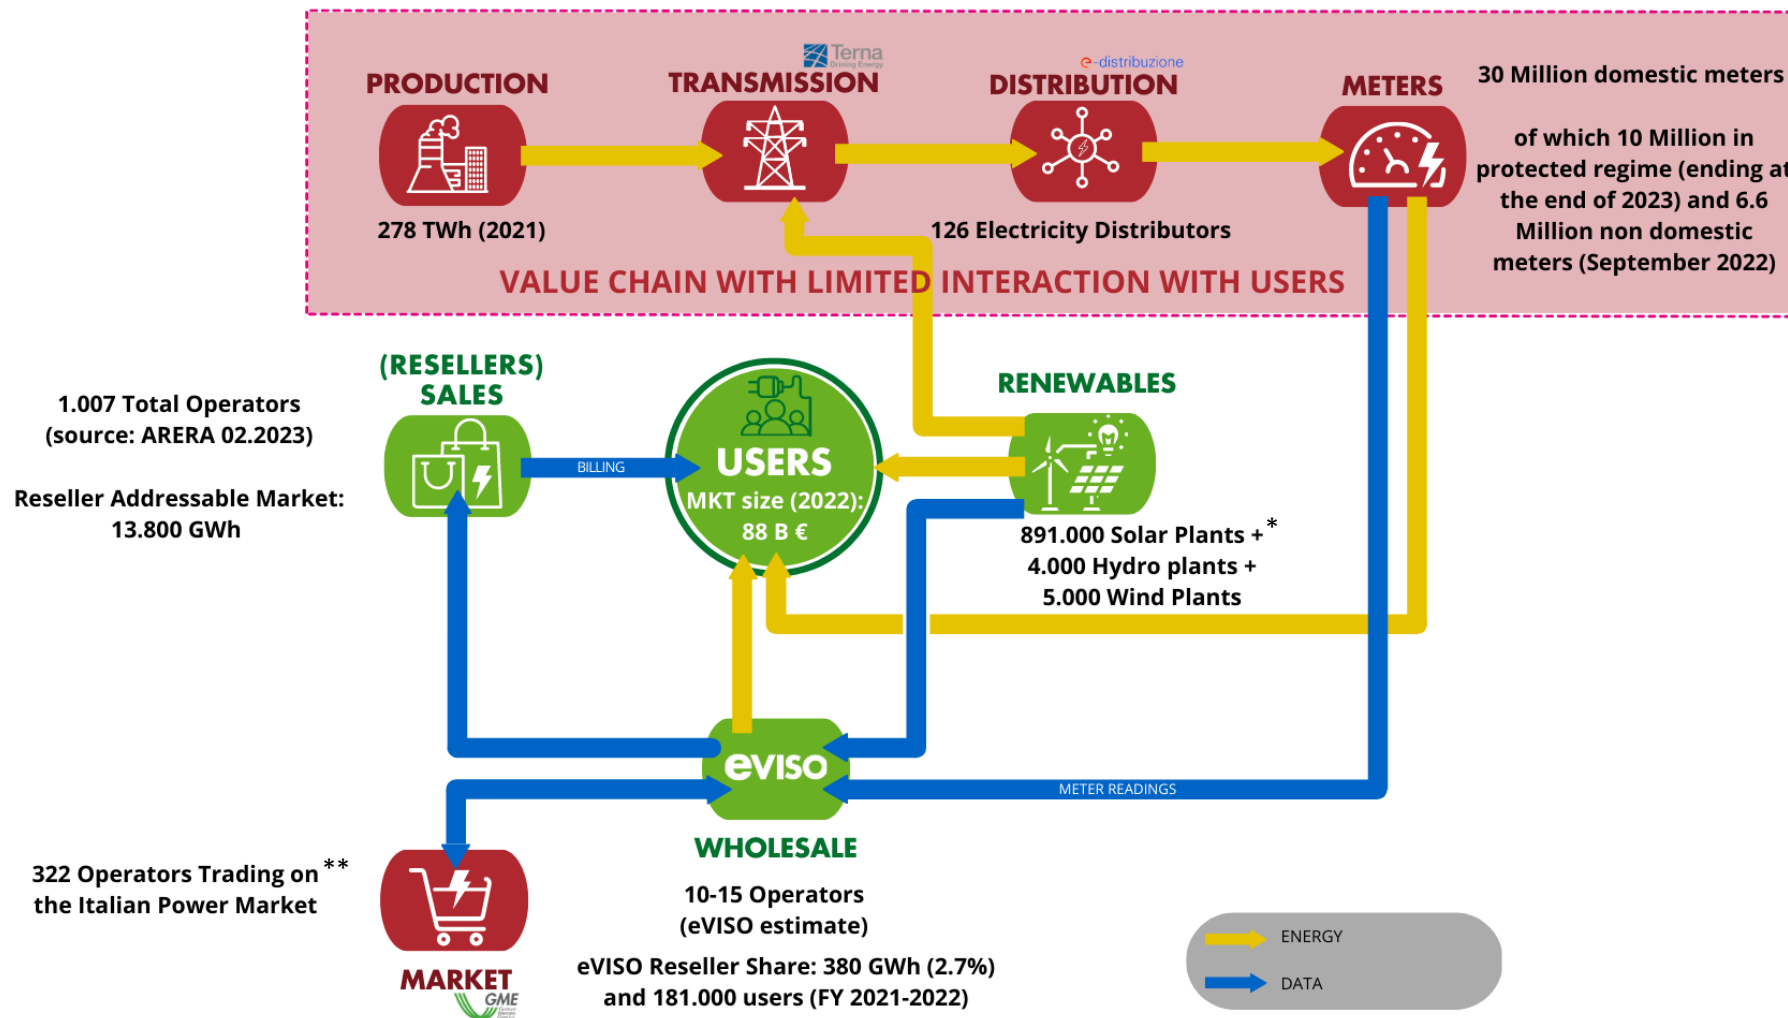 Terna
Driving Energy
e-distribuzione
PRODUCTION
TRANSMISSION
DISTRIBUTION
METERS
278 TWh (2021)
126 Electricity Distributors
30 Million domestic meters
of which 10 Million in
protected regime (ending at
the end of 2023) and 6.6
Million non domestic
meters (September 2022)
VALUE CHAIN WITH LIMITED INTERACTION WITH USERS
(RESELLERS)
SALES
1.007 Total Operators
(source: ARERA 02.2023)
Reseller Addressable Market:
13.800 GWh
BILLING
USERS
MKT size (2022):
88 B €
RENEWABLES
891.000 Solar Plants +*
4.000 Hydro plants +
5.000 Wind Plants
eVISO
METER READINGS
WHOLESALE
10-15 Operators
(eVISO estimate)
eVISO Reseller Share: 380 GWh (2.7%)
and 181.000 users (FY 2021-2022)
322 Operators Trading on **
the Italian Power Market
MARKET
GME
ENERGY
DATA